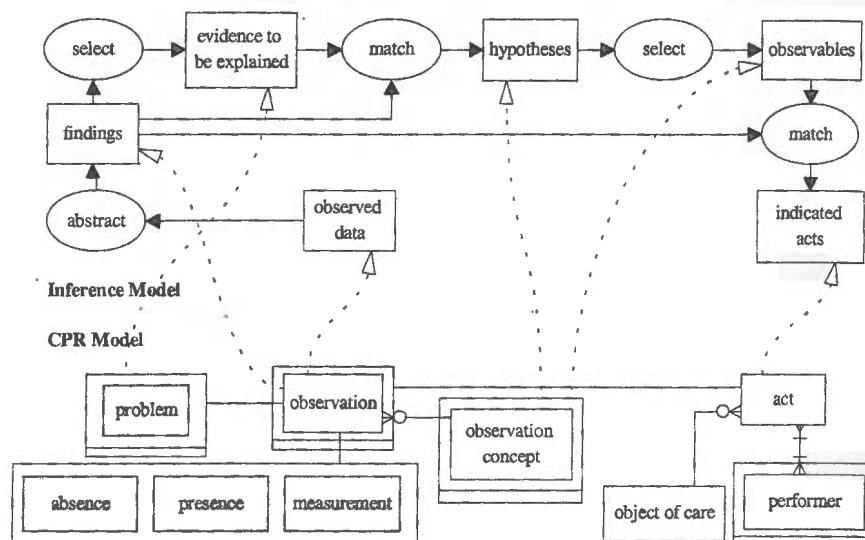 select
evidence to
be explained
match
hypotheses
select
observables
findings
match
abstract
observed
data
indicated
acts
Inference Model
CPR Model
problem
observation
observation
concept
act
absence
presence
measurement
object of care
performer